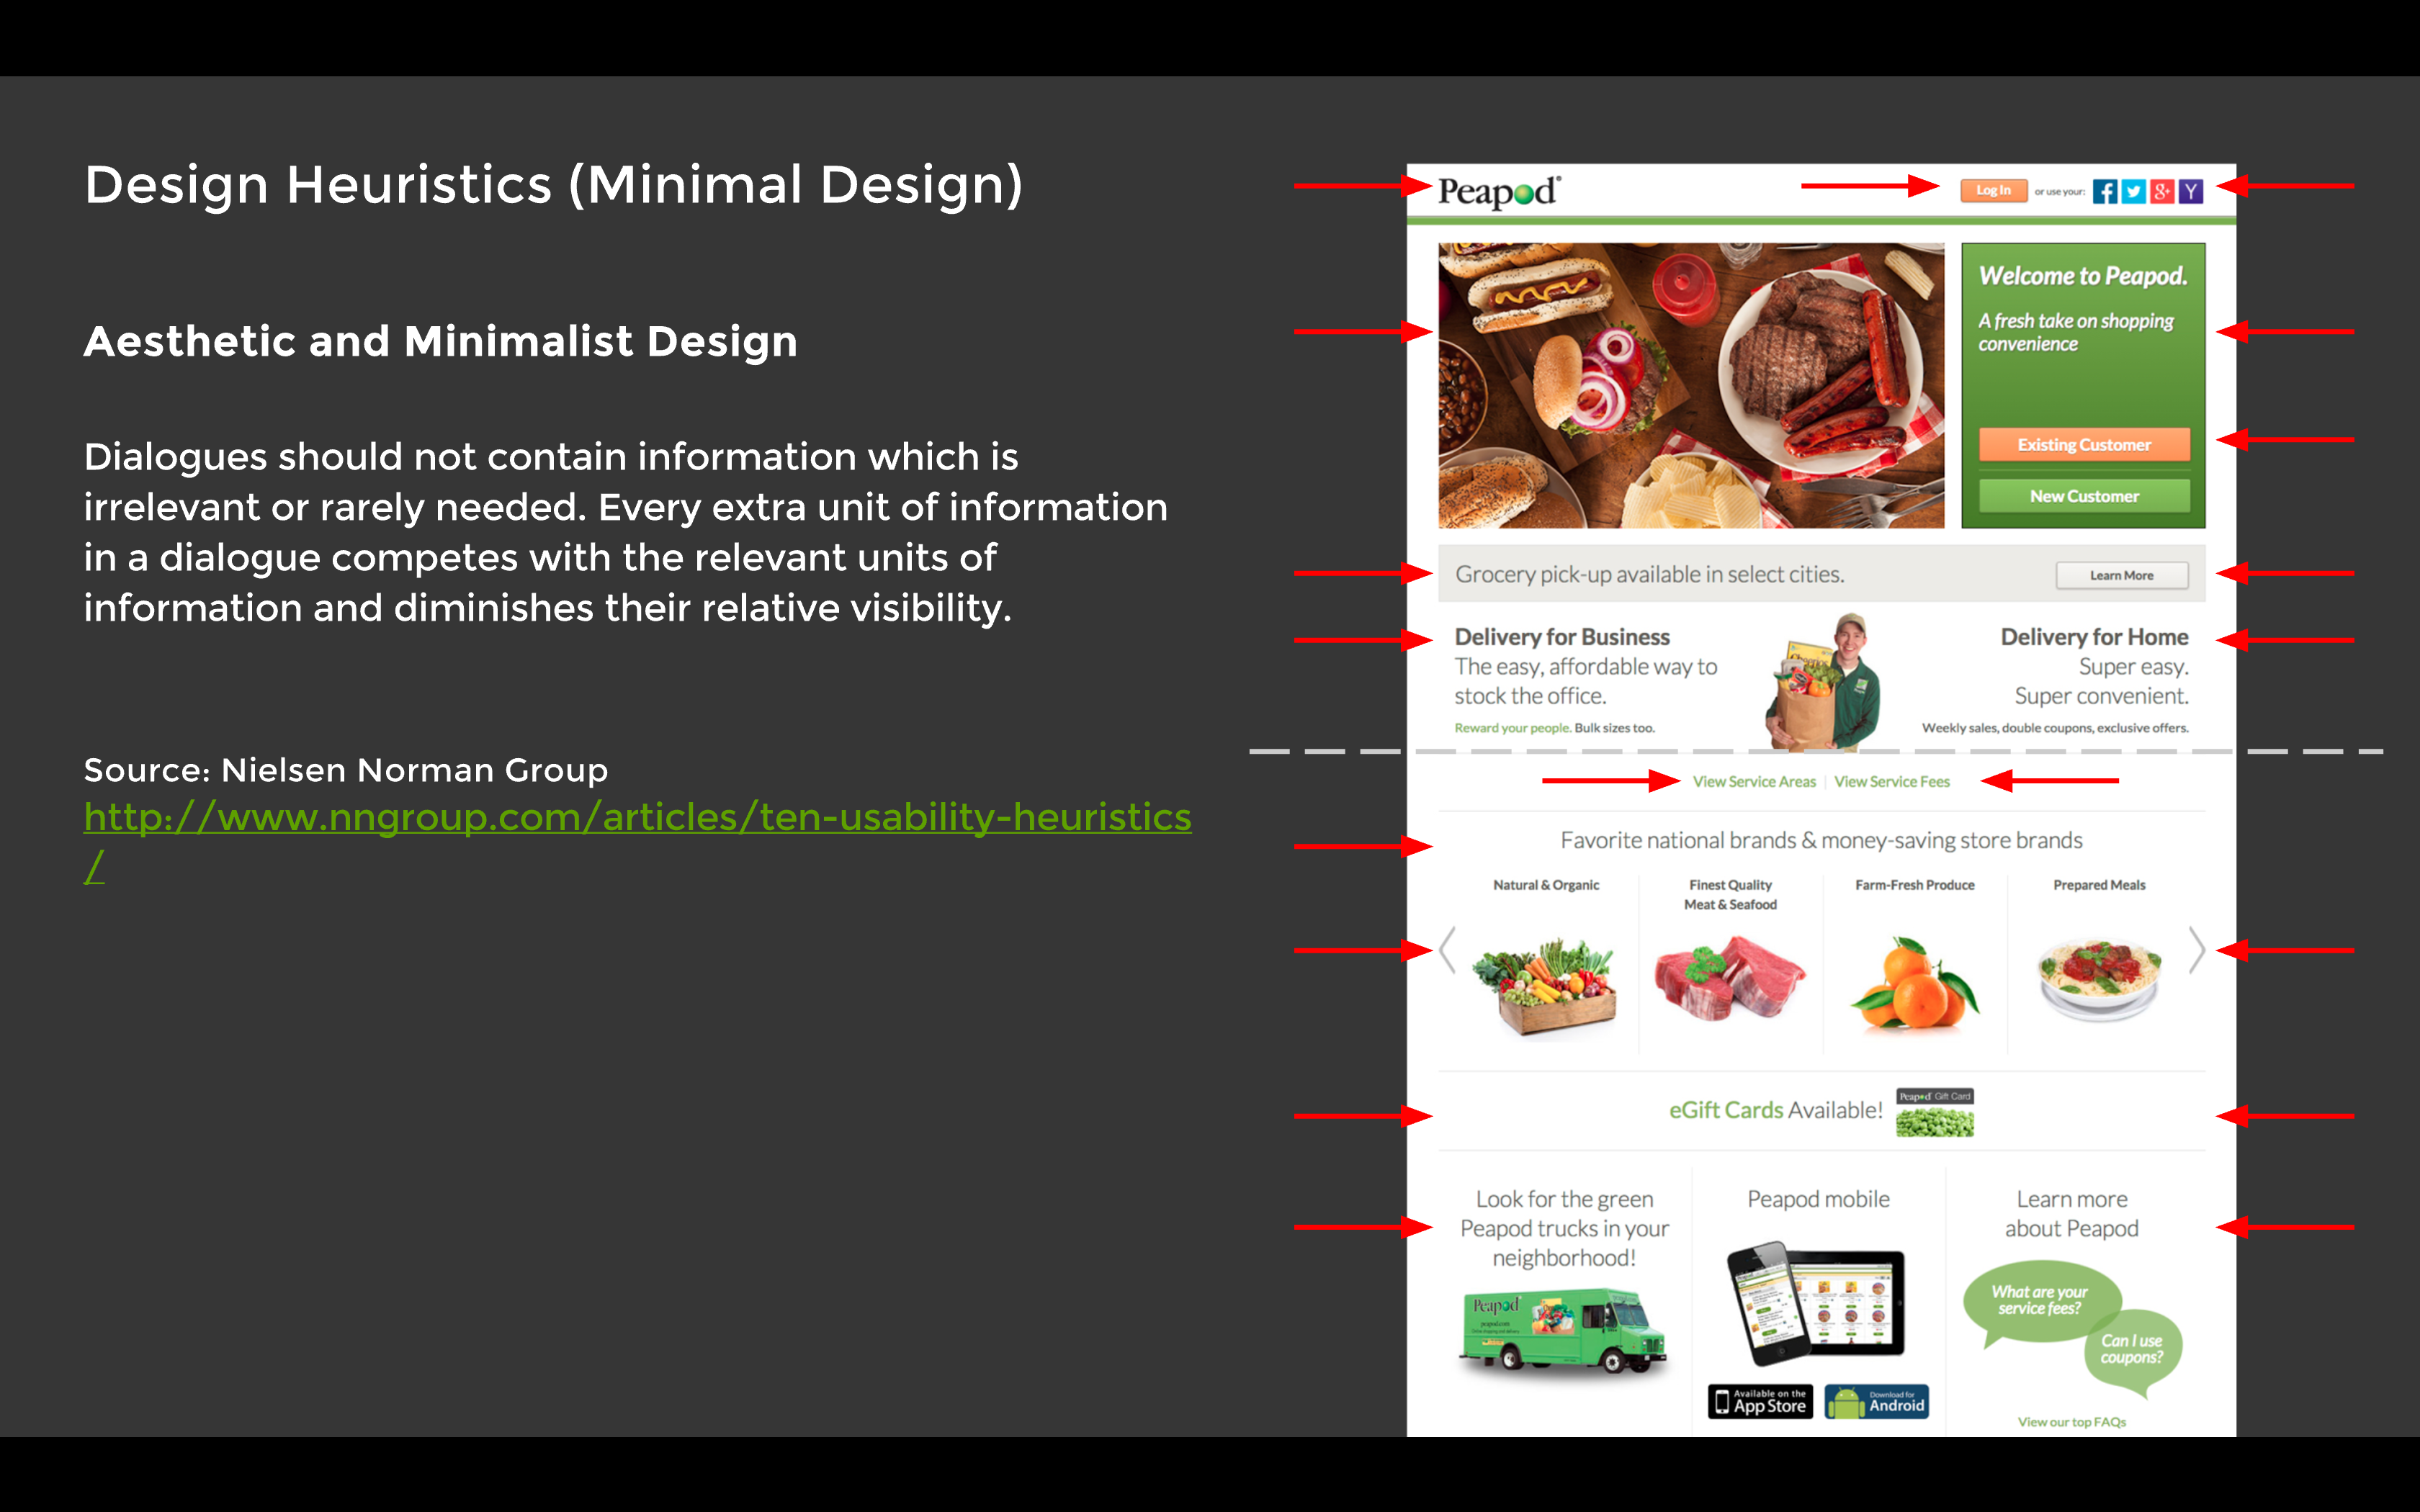 Design Heuristics (Minimal Design)
Aesthetic and Minimalist Design
Dialogues should not contain information which is
irrelevant or rarely needed. Every extra unit of information
in a dialogue competes with the relevant units of
information and diminishes their relative visibility.
Source: Nielsen Norman Group
http://www.nngroup.com/articles/ten-usability-heuristics
/
Peapod®
Log In or use your:
Welcome to Peapod.
A fresh take on shopping
convenience
Existing Customer
New Customer
Grocery pick-up available in select cities.
Learn More
Delivery for Business
The easy, affordable way to
stock the office.
Reward your people. Bulk sizes too.
Delivery for Home
Super easy.
Super convenient.
Weekly sales, double coupons, exclusive offers.
View Service Areas | View Service Fees
Favorite national brands & money-saving store brands
Natural & Organic
Finest Quality
Meat & Seafood
Farm-Fresh Produce
Prepared Meals
eGift Cards Available!
Peapod Gift Card
Look for the green
Peapod trucks in your
neighborhood!
Peapod
peapod.com
Peapod mobile
Available on the
App Store
Download for
Android
Learn more
about Peapod
What are your
service fees?
Can I use
coupons?
View our top FAQs